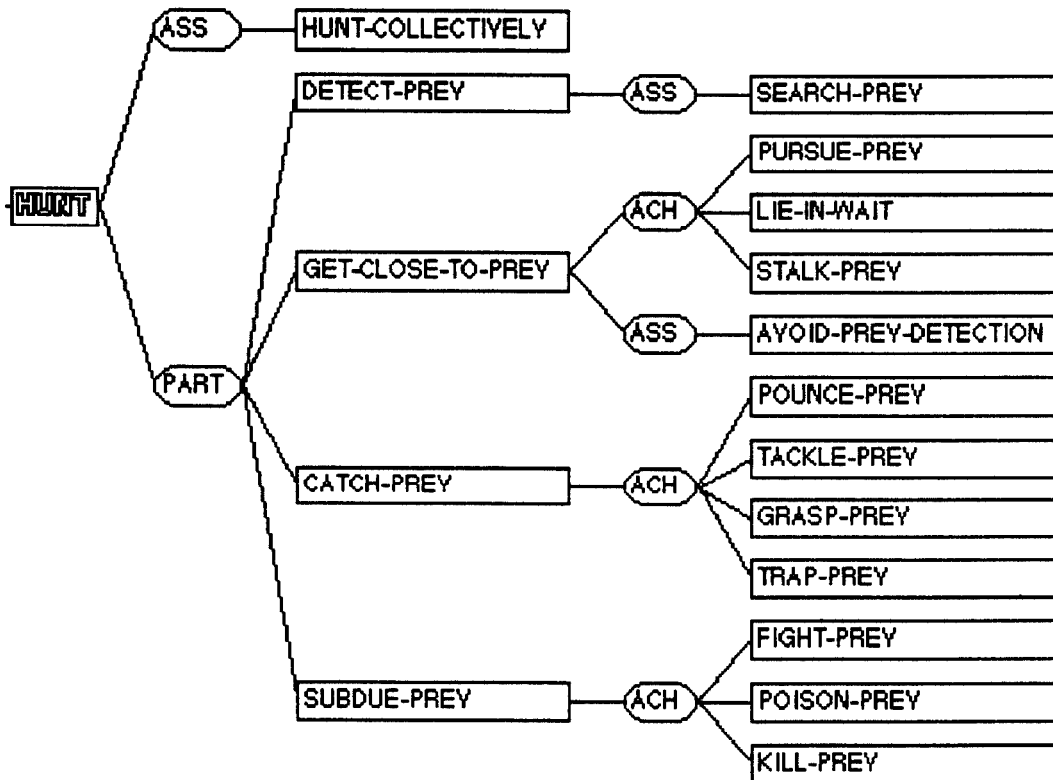 ASS
HUNT-COLLECTIVELY
DETECT-PREY
ASS
SEARCH-PREY
PURSUE-PREY
HUNT
ACH
LIE-IN-WAIT
GET-CLOSE-TO-PREY
STALK-PREY
ASS
AVOID-PREY-DETECTION
PART
POUNCE-PREY
TACKLE-PREY
CATCH-PREY
ACH
GRASP-PREY
TRAP-PREY
FIGHT-PREY
SUBDUE-PREY
ACH
POISON-PREY
KILL-PREY